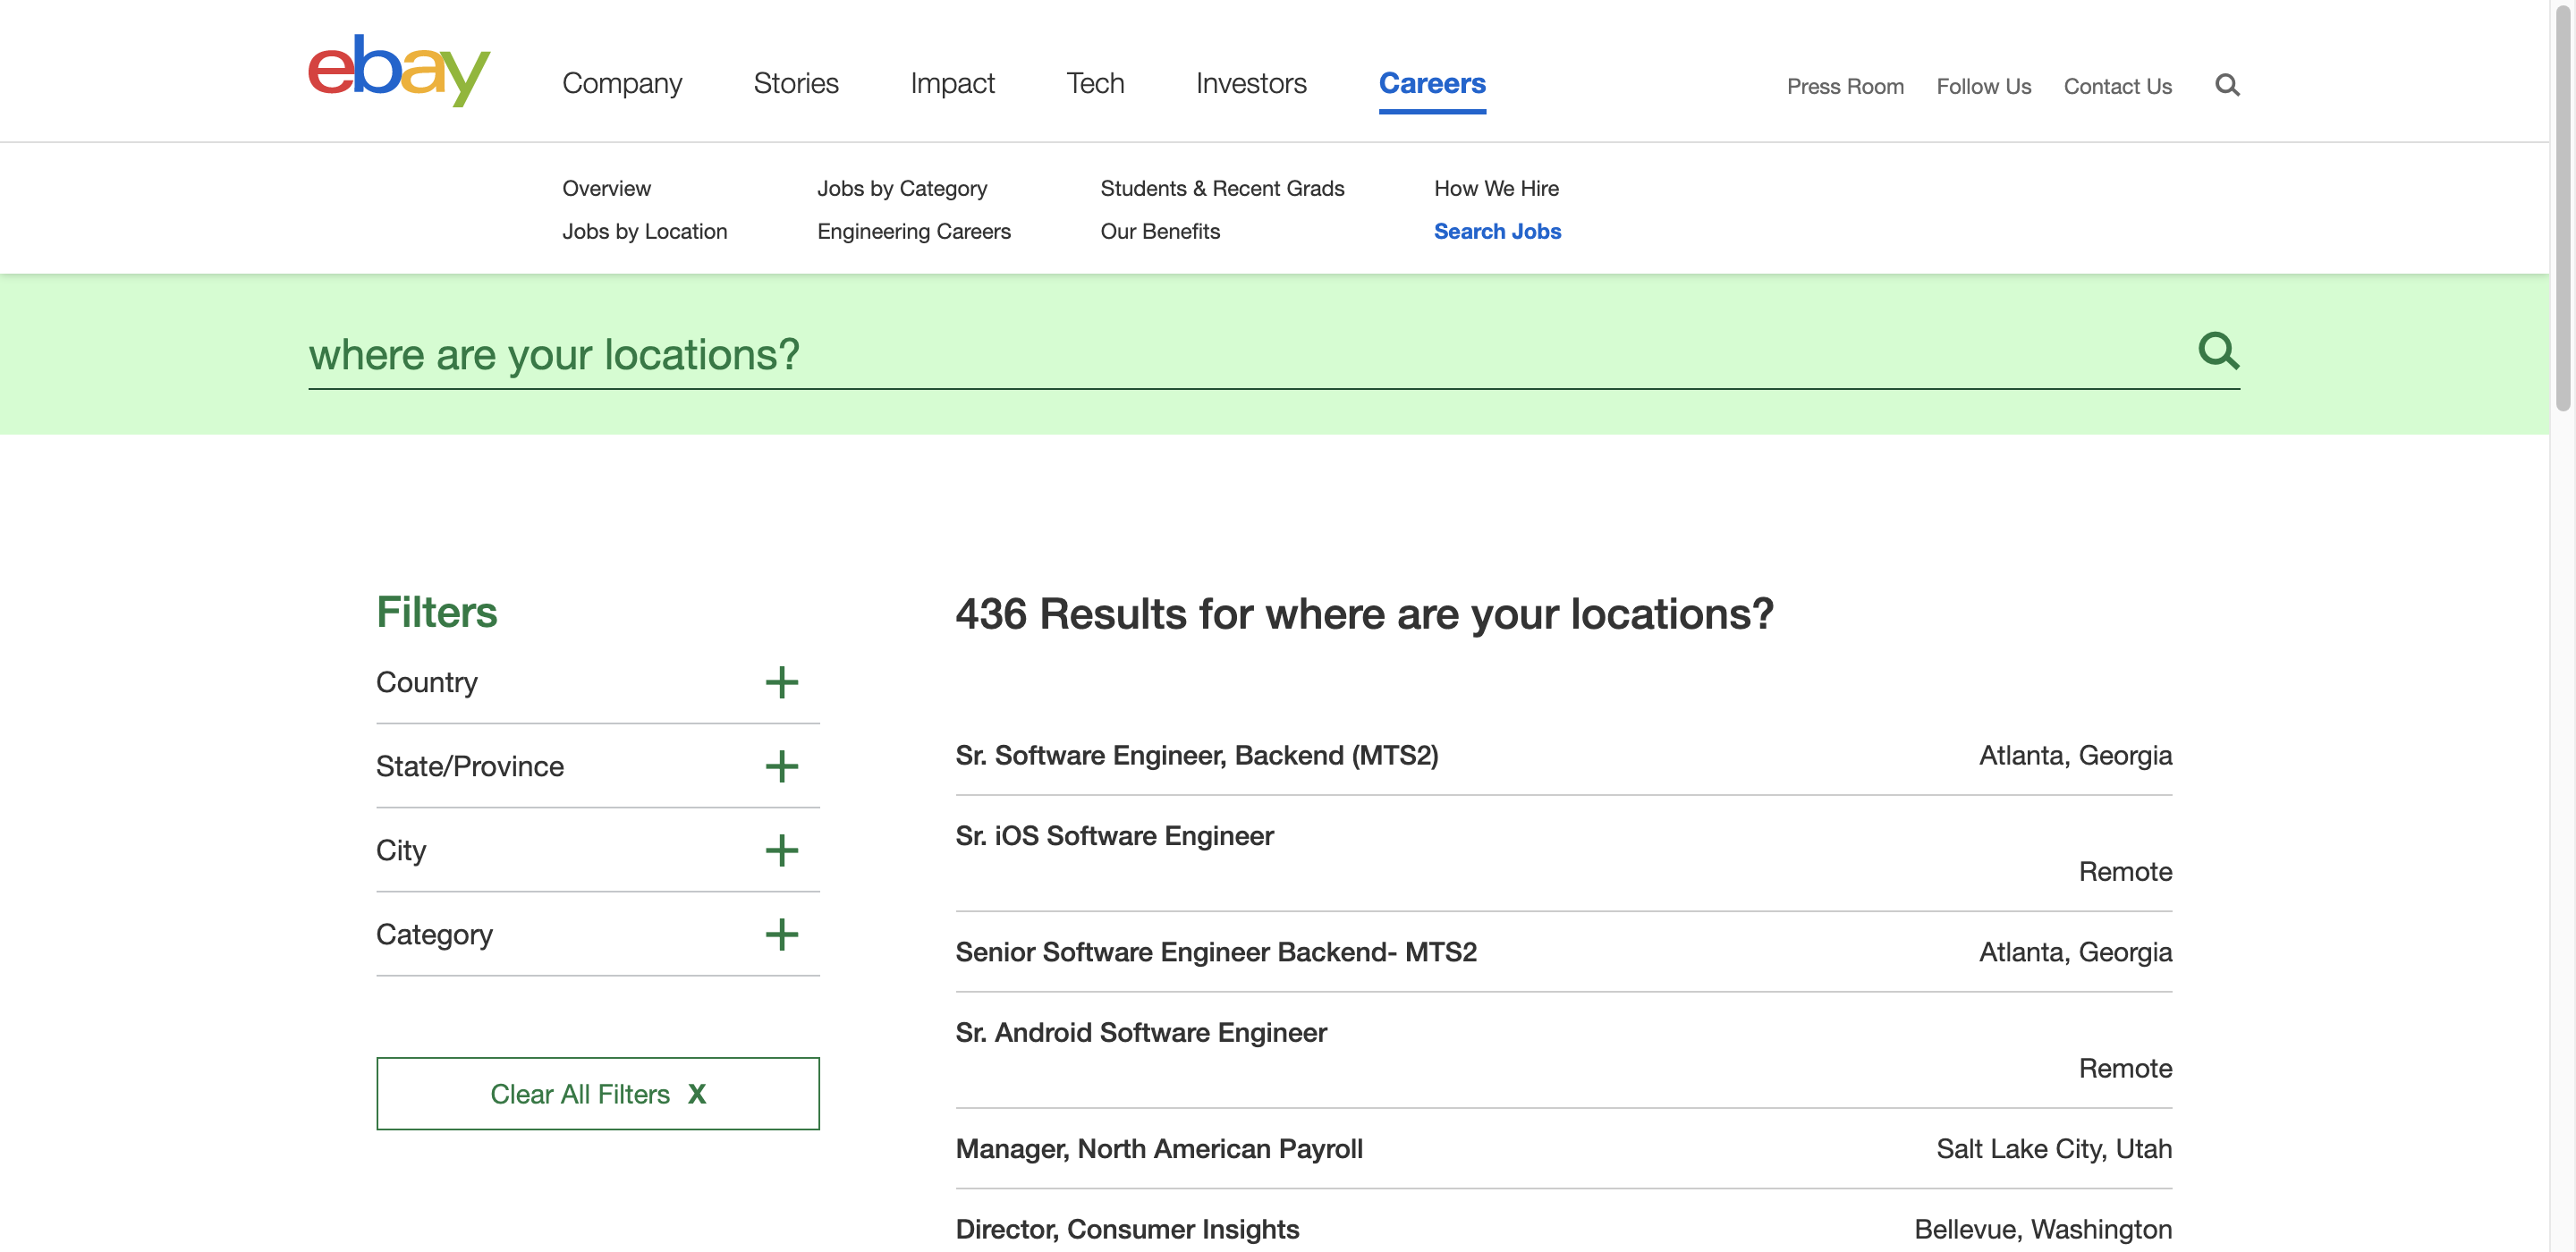 ebay
Company Stories Impact Tech Investors Careers Press Room Follow Us Contact Us
Overview Jobs by Category Students & Recent Grads How We Hire
Jobs by Location Engineering Careers Our Benefits Search Jobs
where are your locations?
Filters
Country
State/Province
City
Category
Clear All Filters X
436 Results for where are your locations?
Sr. Software Engineer, Backend (MTS2) Atlanta, Georgia
Sr. iOS Software Engineer
Remote
Senior Software Engineer Backend- MTS2 Atlanta, Georgia
Sr. Android Software Engineer
Remote
Manager, North American Payroll Salt Lake City, Utah
Director, Consumer Insights Bellevue, Washington